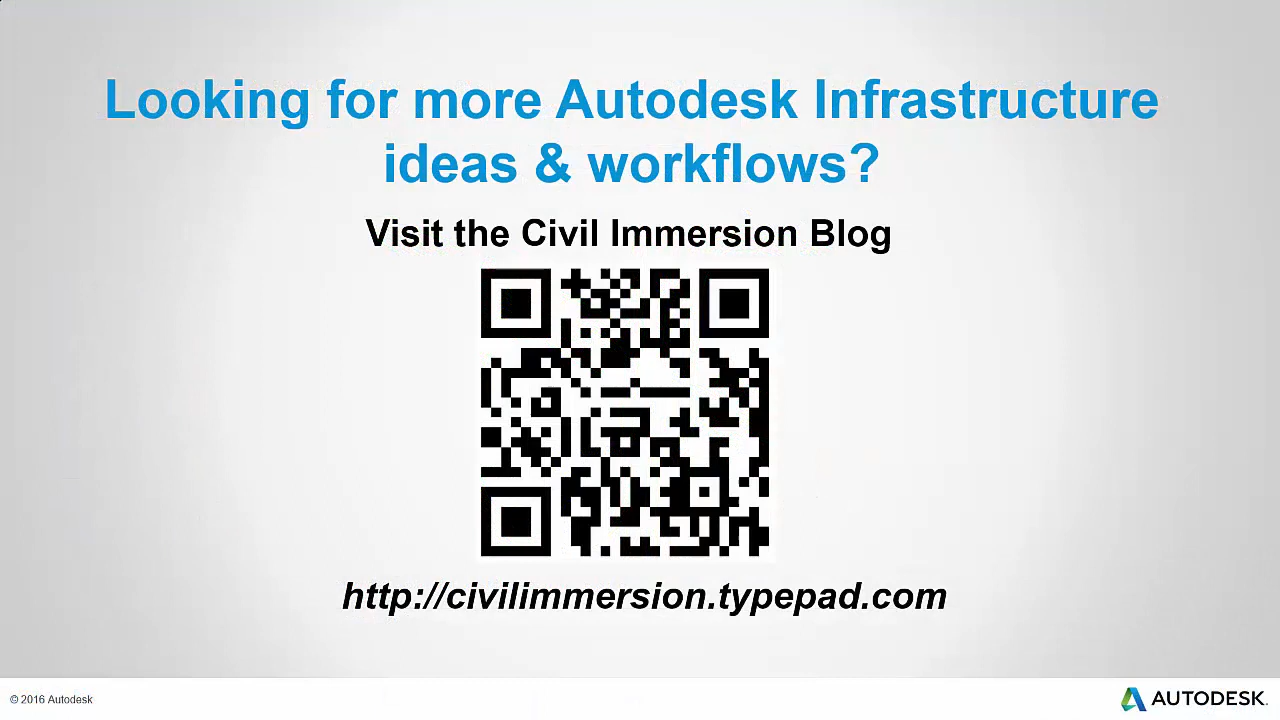 Looking for more Autodesk Infrastructure
ideas & workflows?
Visit the Civil Immersion Blog
http://civilimmersion.typepad.com
© 2016 Autodesk
AUTODESK.